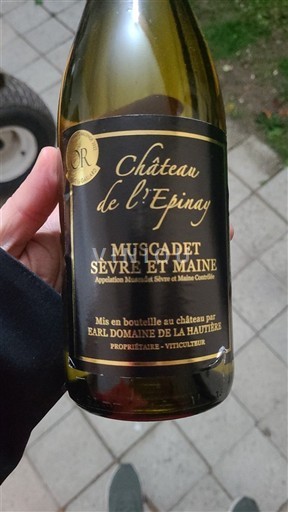 OR
Château
de l'Epinay
MUSCADET
SÈVRE ET MAINE
Appellation Muscadet Sèvre et Maine Contrôlée
Mis en bouteille au château par
EARL DOMAINE DE LA HAUTIÈRE
PROPRIÉTAIRE - VITICULTEUR